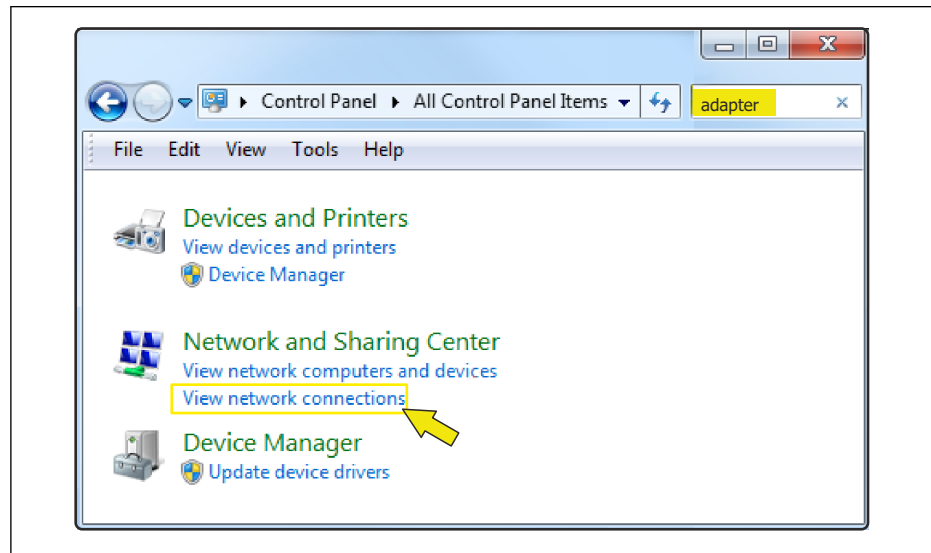 Control Panel All Control Panel Items adapter
File Edit View Tools Help
Devices and Printers
View devices and printers
Device Manager
Network and Sharing Center
View network computers and devices
View network connections
Device Manager
Update device drivers